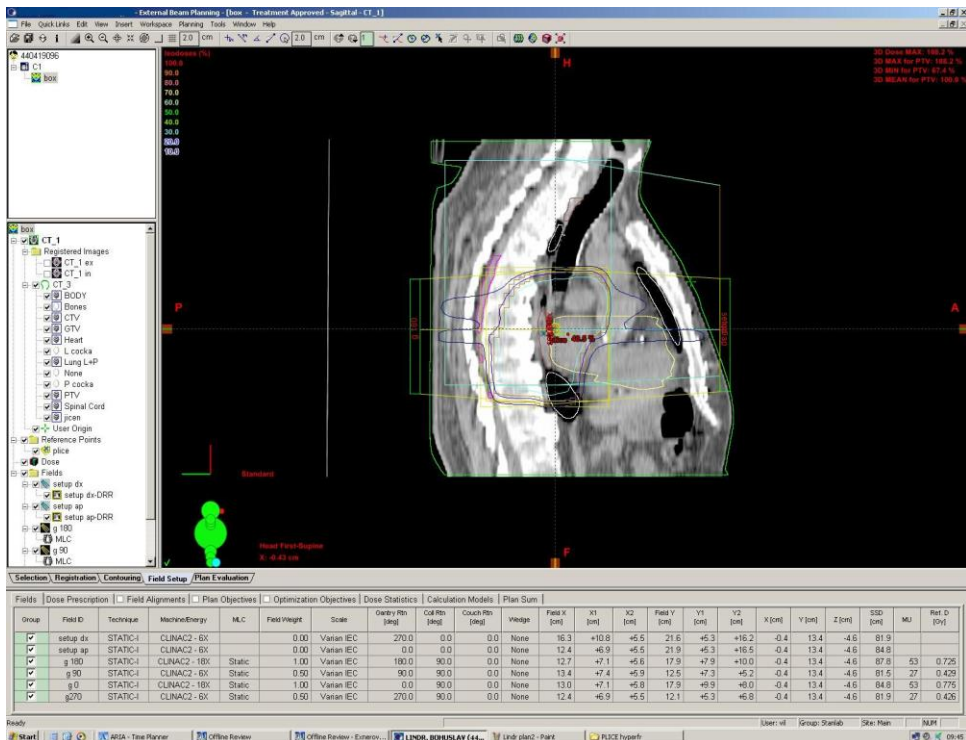 - External Beam Planning - [box - Treatment Approved - Sagittal - CT_1]
File Quick Links Edit View Insert Workspace Planning Tools Window Help
2.0 cm 2.0 cm 1
440419096
C1
box
Isodoses (%)
100.0
90.0
80.0
70.0
60.0
50.0
40.0
30.0
20.0
10.0
H
3D Dose MAX: 108.2 %
3D MAX for PTV: 108.2 %
3D MIN for PTV: 87.4 %
3D MEAN for PTV: 100.6 %
box
CT_1
Registered Images
CT_1 ex
CT_1 in
CT_3
BODY
Bones
CTV
GTV
Heart
L cocka
Lung L+P
None
P cocka
PTV
Spinal Cord
jicen
User Origin
Reference Points
plice
Dose
Fields
setup dx
setup dx-DRR
setup ap
setup ap-DRR
g 180
MLC
g 90
MLC
P
g 180
A
Standard
Head First-Supine
X: -0.43 cm
F
Selection Registration Contouring Field Setup Plan Evaluation
Fields Dose Prescription Field Alignments Plan Objectives Optimization Objectives Dose Statistics Calculation Models Plan Sum
Group Field ID Technique Machine/Energy MLC Field Weight Scale Gantry Rtn [deg] Coll Rtn [deg] Couch Rtn [deg] Wedge Field X [cm] X1 [cm] X2 [cm] Field Y [cm] Y1 [cm] Y2 [cm] X [cm] Y [cm] Z [cm] SSD [cm] MU Ref. D [Gy]
setup dx STATIC-I CLINAC2 - 6X 0.00 Varian IEC 270.0 0.0 0.0 None 16.3 +10.8 +5.5 21.6 +5.3 +16.2 -0.4 13.4 -4.6 81.9
setup ap STATIC-I CLINAC2 - 6X 0.00 Varian IEC 0.0 0.0 0.0 None 12.4 +6.9 +5.5 21.9 +5.3 +16.5 -0.4 13.4 -4.6 84.8
g 180 STATIC-I CLINAC2 - 18X Static 1.00 Varian IEC 180.0 90.0 0.0 None 12.7 +7.1 +5.6 17.9 +7.9 +10.0 -0.4 13.4 -4.6 87.8 53 0.725
g 90 STATIC-I CLINAC2 - 6X Static 0.50 Varian IEC 90.0 90.0 0.0 None 13.4 +7.4 +5.9 12.5 +7.3 +5.2 -0.4 13.4 -4.6 81.5 27 0.429
g 0 STATIC-I CLINAC2 - 18X Static 1.00 Varian IEC 0.0 90.0 0.0 None 13.0 +7.1 +5.8 17.9 +9.9 +8.0 -0.4 13.4 -4.6 84.8 53 0.775
g270 STATIC-I CLINAC2 - 6X Static 0.50 Varian IEC 270.0 90.0 0.0 None 12.4 +6.9 +5.5 12.1 +5.3 +6.8 -0.4 13.4 -4.6 81.9 27 0.426
Ready
User: vil Group: Stanlab Site: Main NUM
Start ARIA - Time Planner Offline Review Offline Review - LINDR, BOHUSLAV (44... Lindr plan2 - Paint PLICE hyperfr 09:45